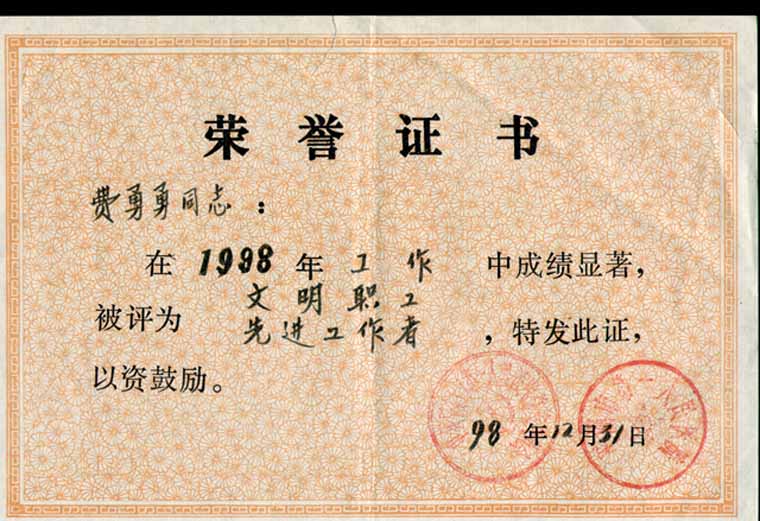 荣誉证书
费勇勇同志：
在1998年工作中成绩显著，
文明职工
被评为先进工作者，特发此证，
以资鼓励。
98年12月31日